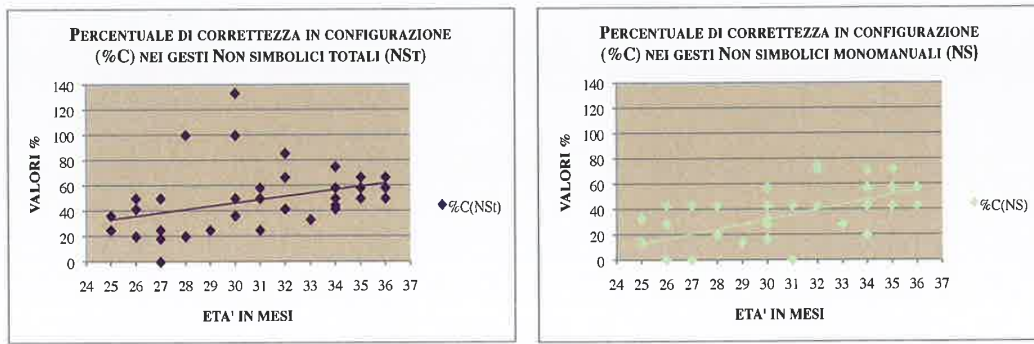 PERCENTUALE DI CORRETTEZZA IN CONFIGURAZIONE
(%C) NEI GESTI NON SIMBOLICI TOTALI (NST)
140
120
100
80
60
40
20
0
VALORI %
24 25 26 27 28 29 30 31 32 33 34 35 36 37
ETA' IN MESI
%C(NSt)
PERCENTUALE DI CORRETTEZZA IN CONFIGURAZIONE
(%C) NEI GESTI NON SIMBOLICI MONOMANUALI (NS)
140
120
100
80
60
40
20
0
VALORI %
24 25 26 27 28 29 30 31 32 33 34 35 36 37
ETA' IN MESI
%C(NS)